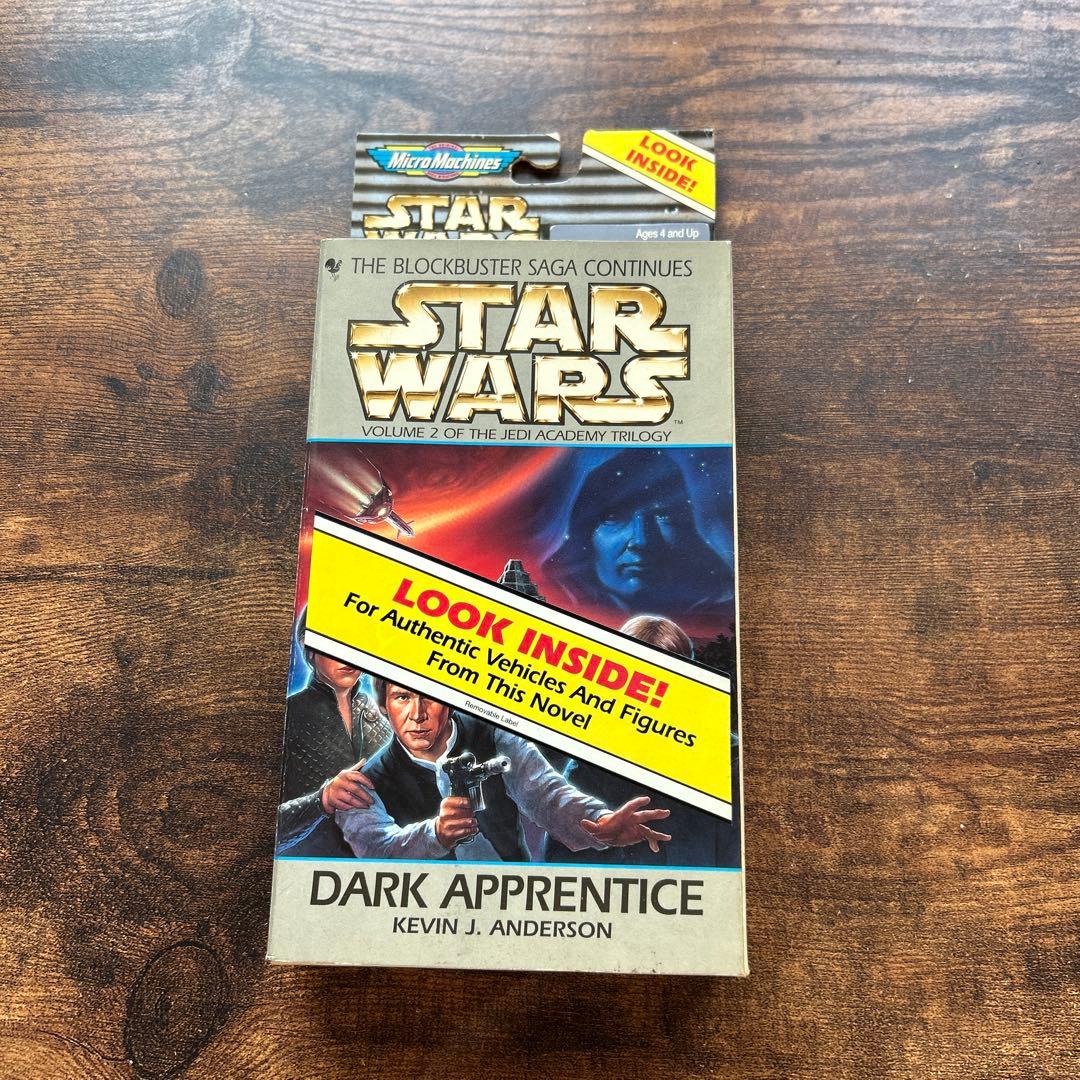 Micro Machines
LOOK
INSIDE!
STAR
WARS
Ages 4 and Up
THE BLOCKBUSTER SAGA CONTINUES
STAR
WARS
TM
VOLUME 2 OF THE JEDI ACADEMY TRILOGY
LOOK INSIDE!
For Authentic Vehicles And Figures
From This Novel
Removable Label
DARK APPRENTICE
KEVIN J. ANDERSON